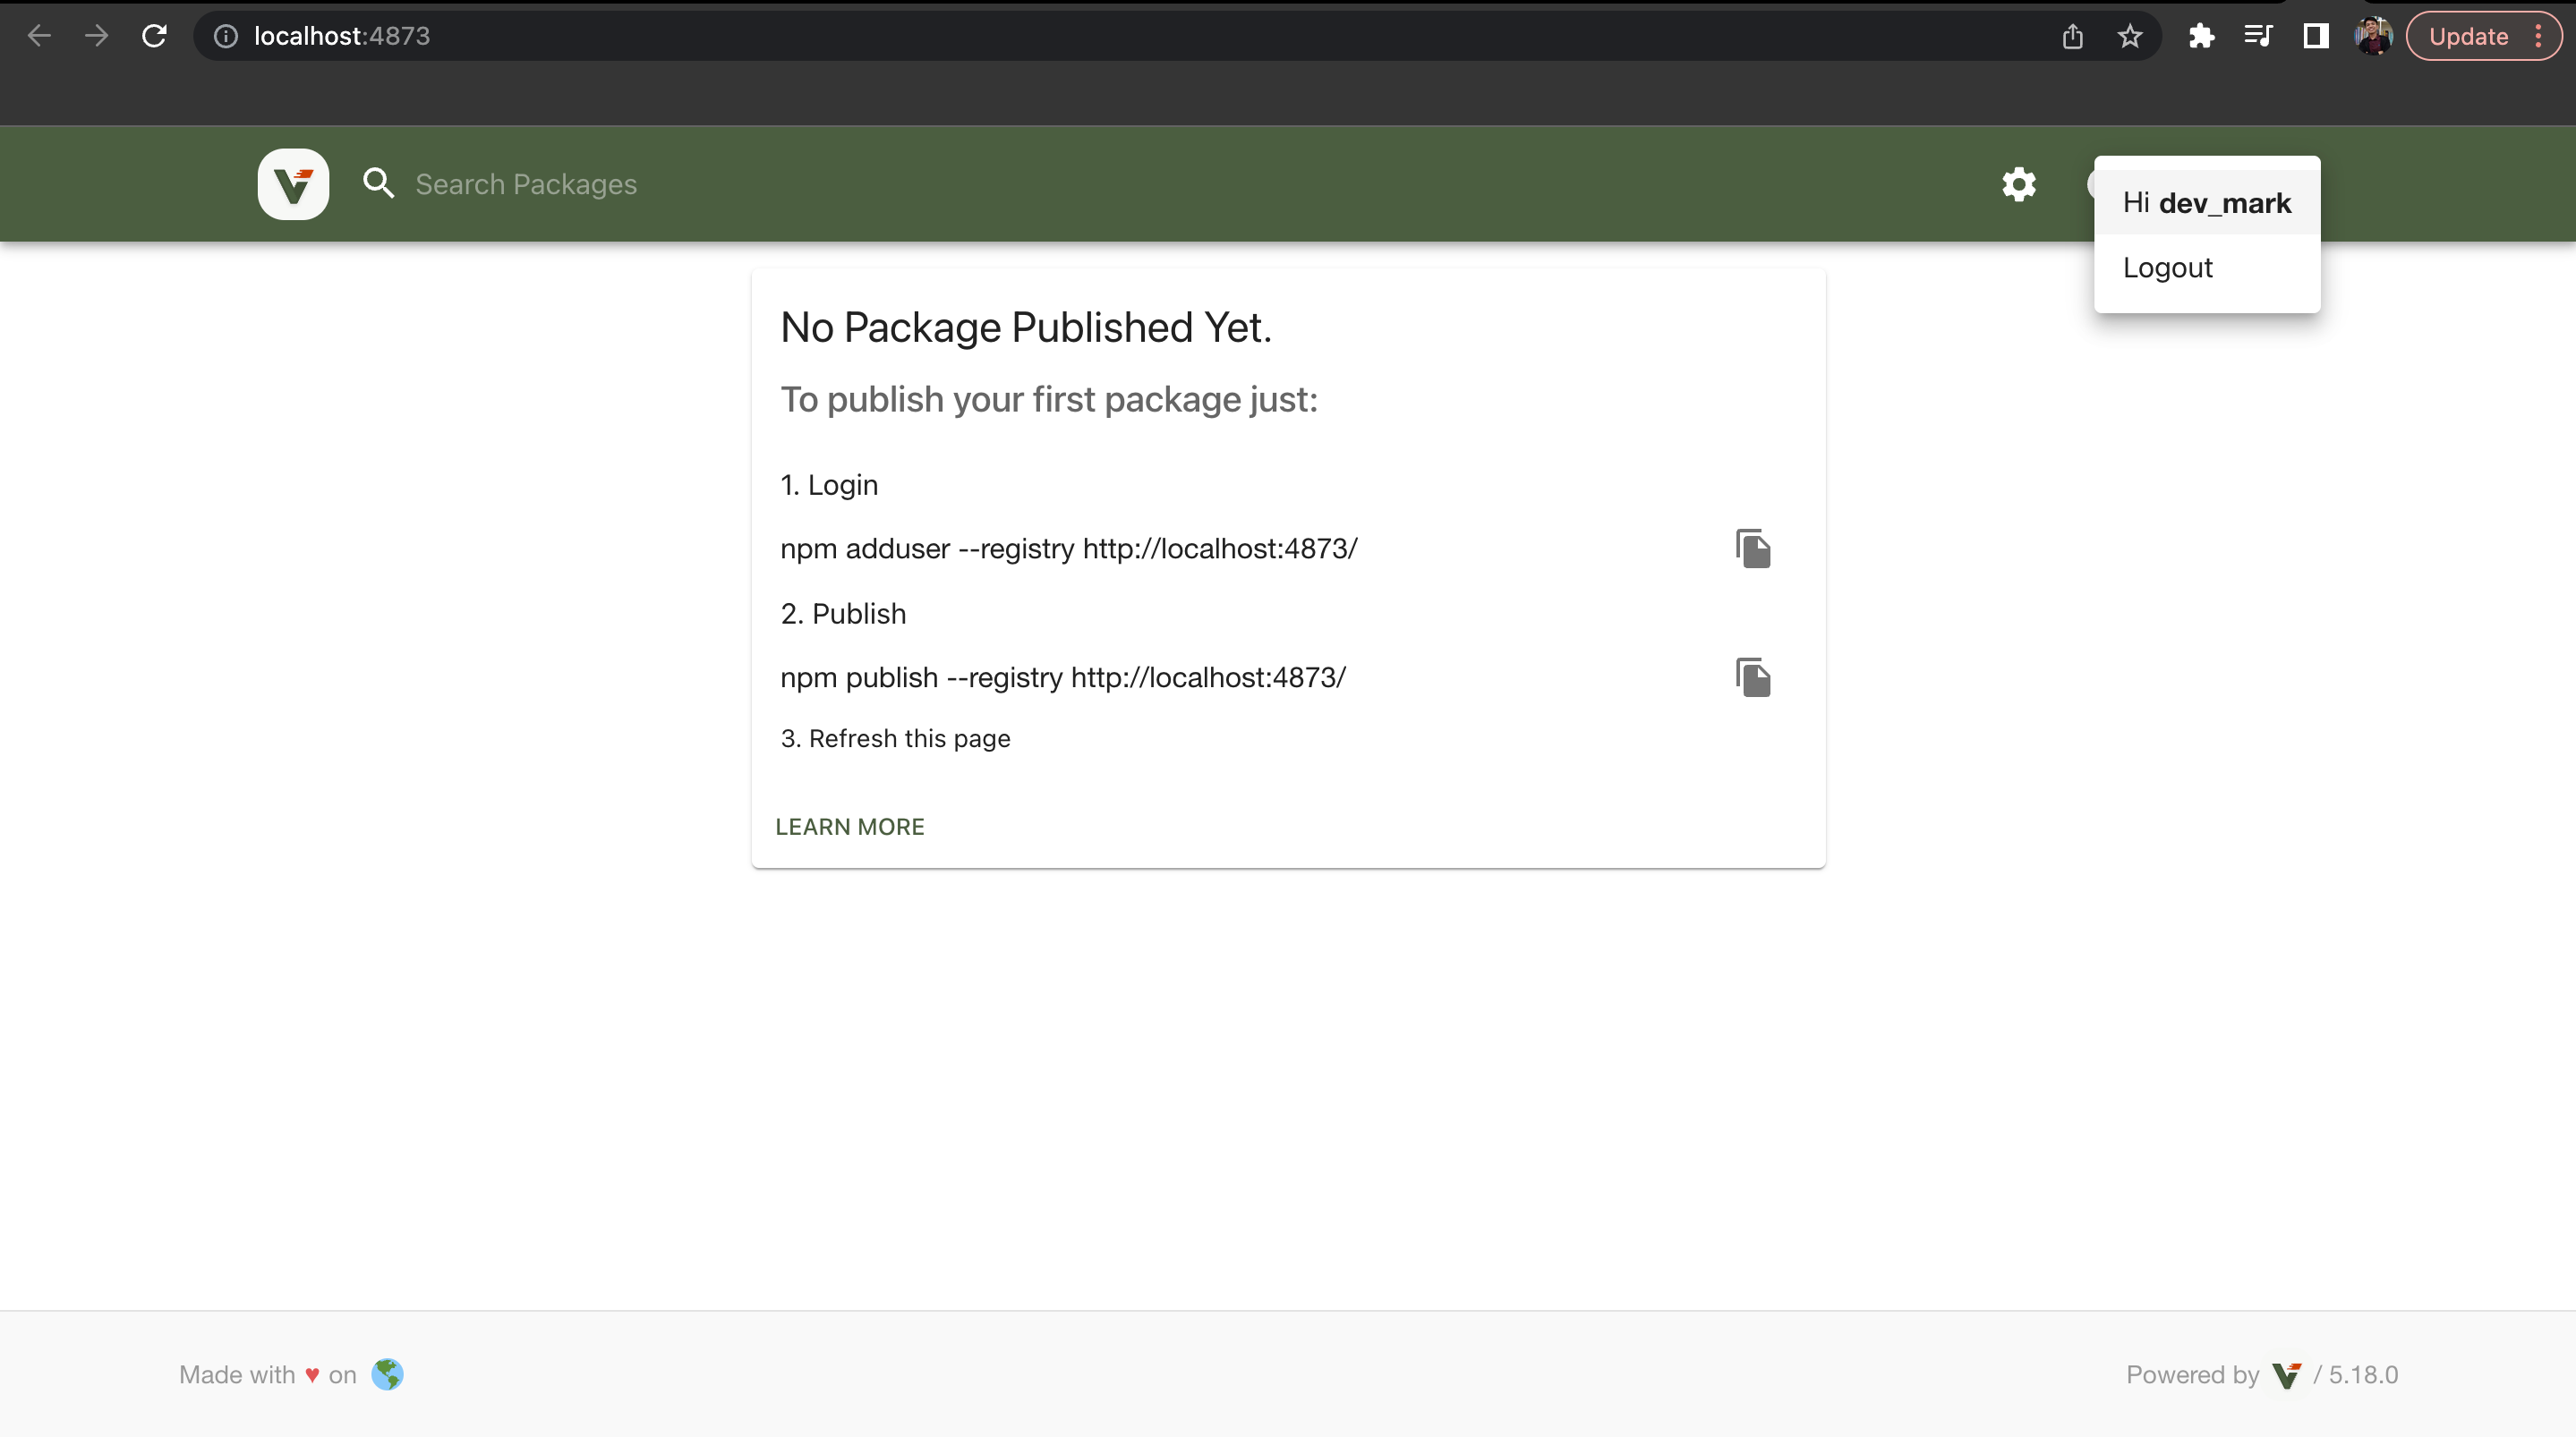 localhost:4873
Update
Search Packages
Hi dev_mark
Logout
No Package Published Yet.
To publish your first package just:
1. Login
npm adduser --registry http://localhost:4873/
2. Publish
npm publish --registry http://localhost:4873/
3. Refresh this page
LEARN MORE
Made with ♥ on 🌎
Powered by / 5.18.0